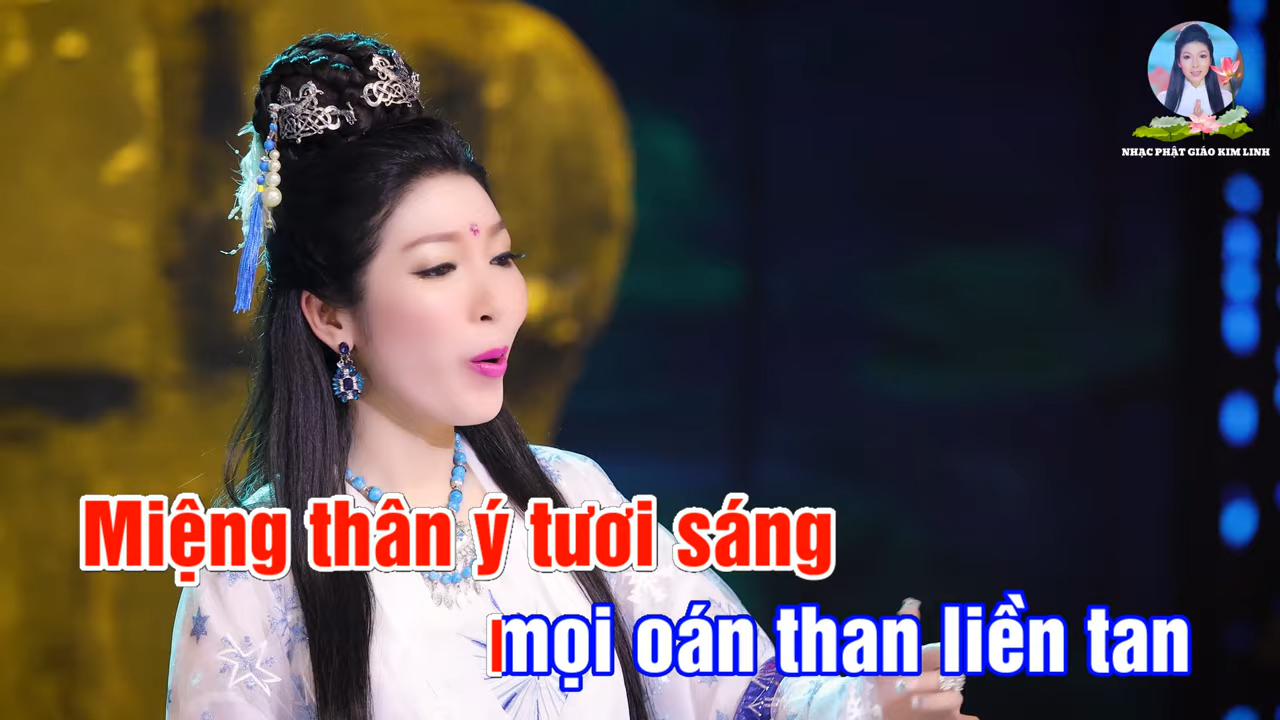 NHẠC PHẬT GIÁO KIM LINH
Miệng thân ý tươi sáng
mọi oán than liền tan